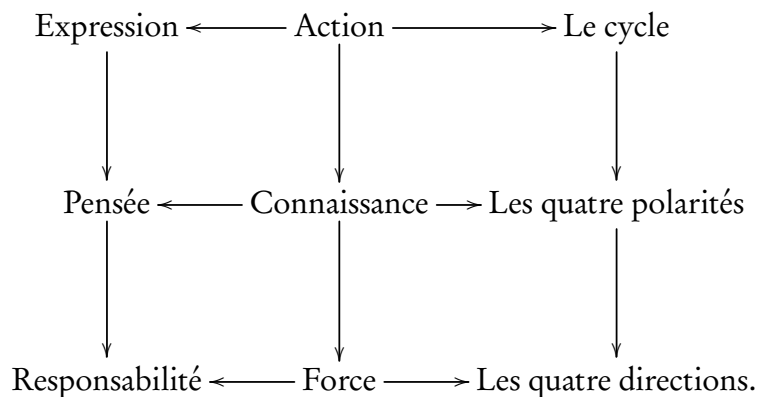 Expression Action Le cycle
Pensée Connaissance Les quatre polarités
Responsabilité Force Les quatre directions.